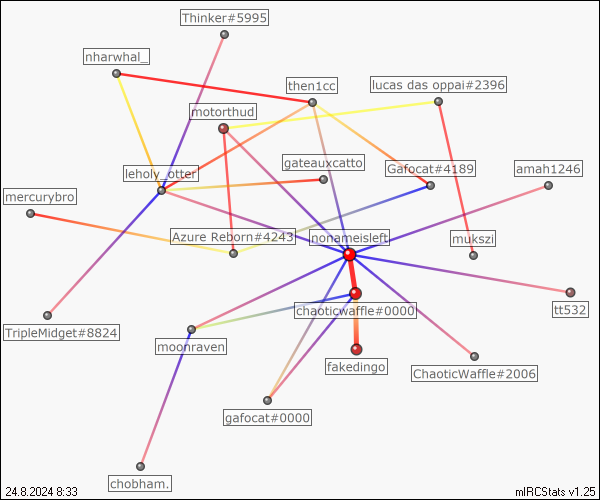 Thinker#5995
nharwhal_
then1cc
lucas das oppai#2396
motorthud
gateauxcatto
Gafocat#4189
amah1246
leholy_otter
mercurybro
Azure Reborn#4243
nonameisleft
mukszi
chaoticwaffle#0000
tt532
TripleMidget#8824
moonraven
fakedingo
ChaoticWaffle#2006
gafocat#0000
chobham.
24.8.2024 8:33
mIRCStats v1.25